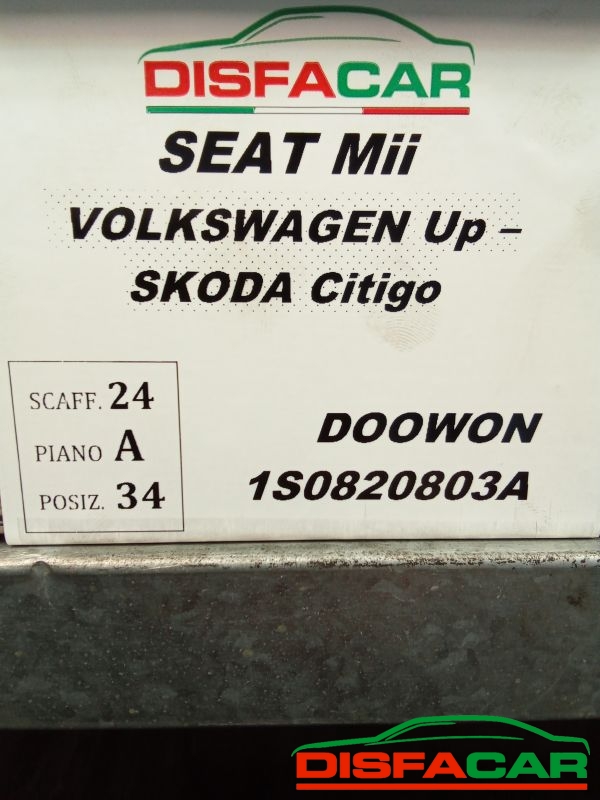 DISFACAR
SEAT Mii
VOLKSWAGEN Up –
SKODA Citigo
SCAFF. 24
PIANO A
POSIZ. 34
DOOWON
1S0820803A
DISFACAR